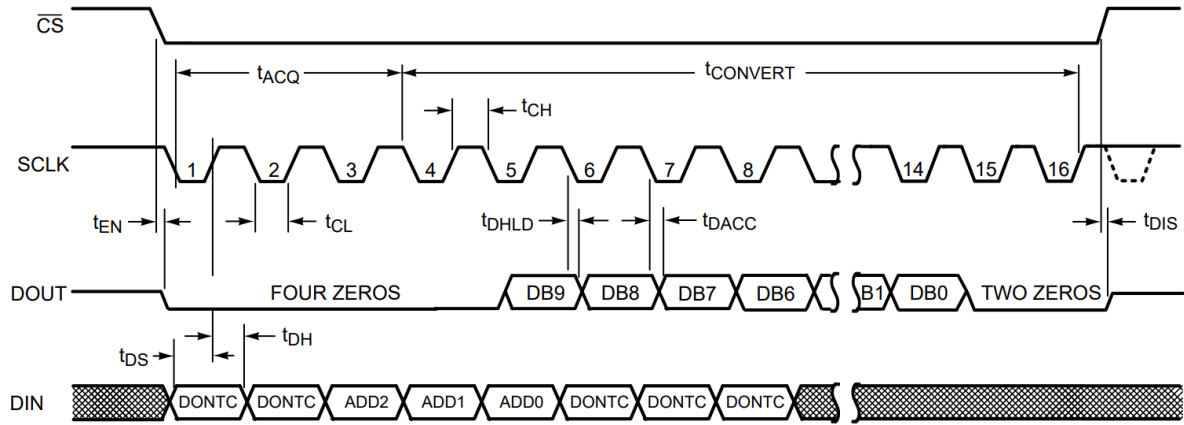 CS
tACQ
tCONVERT
tCH
SCLK
1 2 3 4 5 6 7 8 14 15 16
tEN
tCL
tDHLD
tDACC
tDIS
DOUT
FOUR ZEROS
DB9 DB8 DB7 DB6 B1 DB0 TWO ZEROS
tDS
tDH
DIN
DONTC DONTC ADD2 ADD1 ADD0 DONTC DONTC DONTC